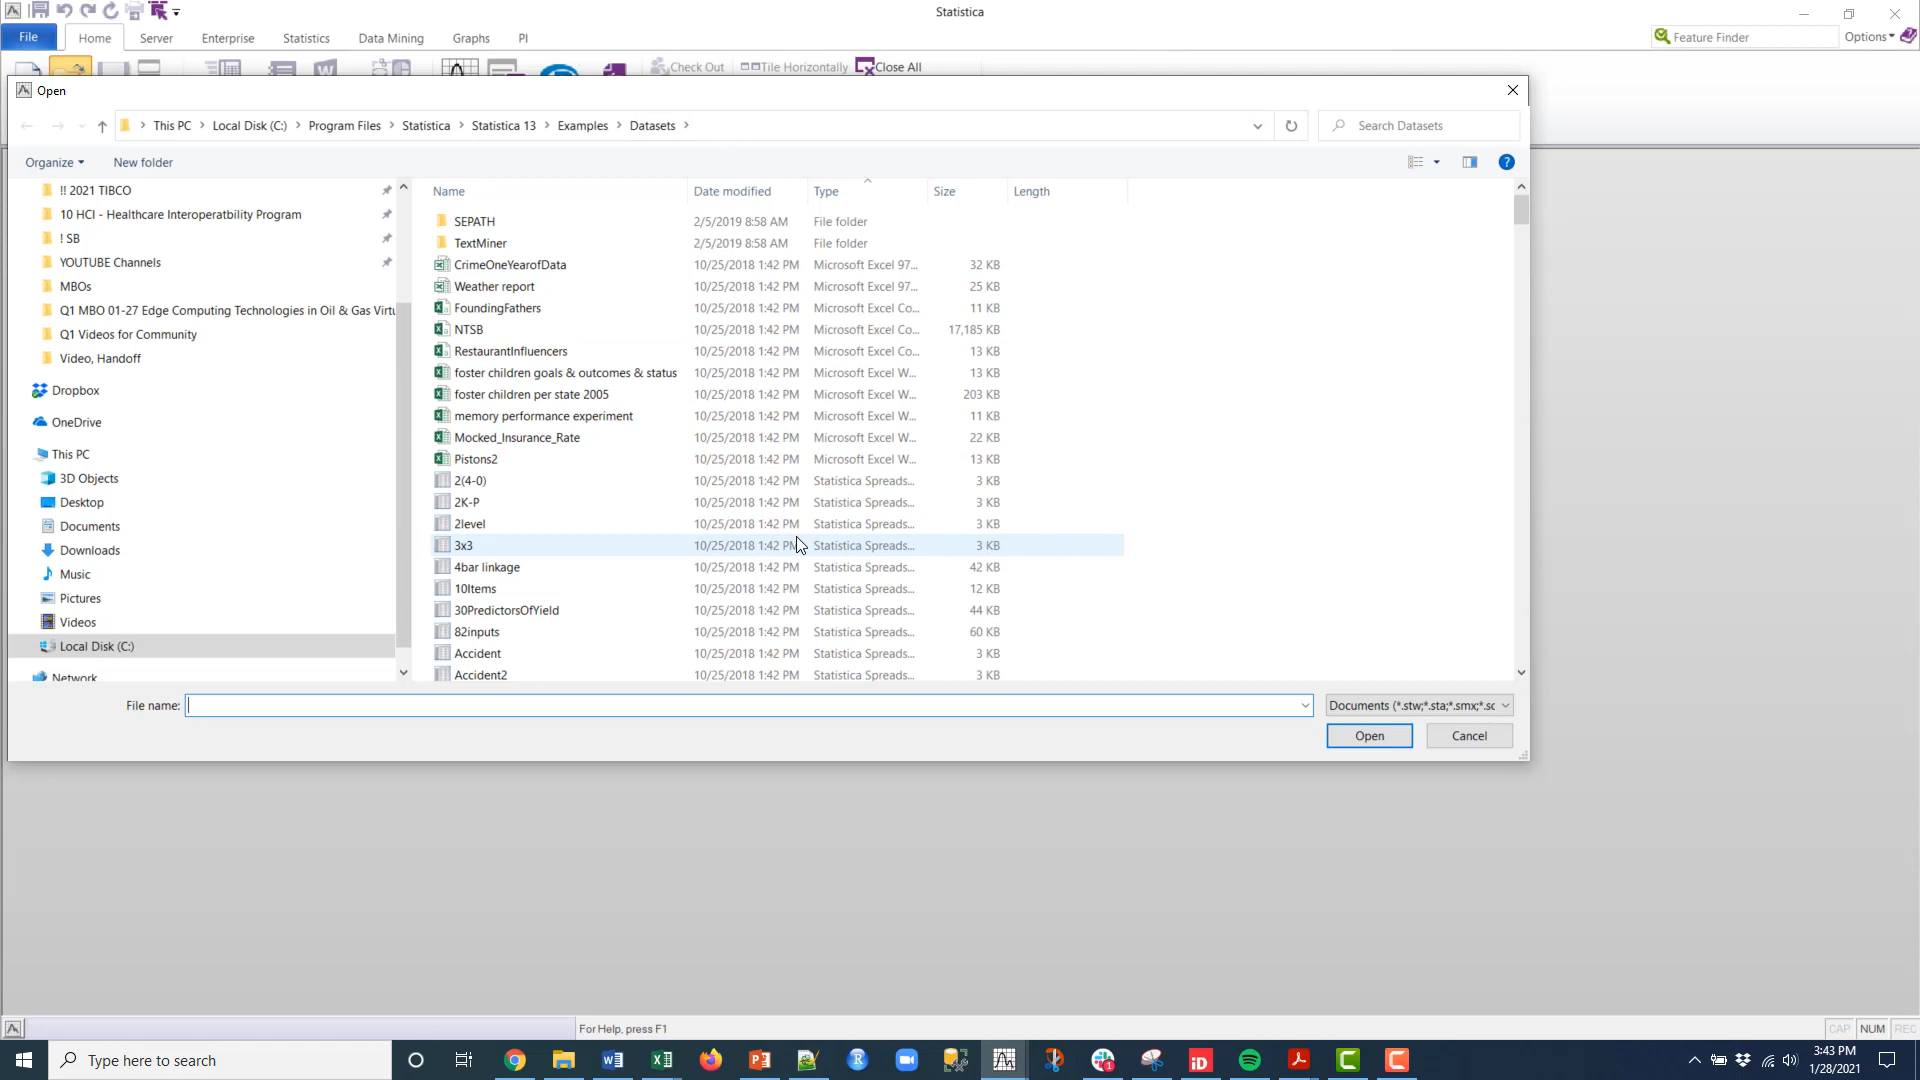 Statistica
File Home Server Enterprise Statistics Data Mining Graphs PI
Feature Finder Options
Check Out Tile Horizontally Close All
Open
This PC > Local Disk (C:) > Program Files > Statistica > Statistica 13 > Examples > Datasets >
Search Datasets
Organize New folder
!! 2021 TIBCO
10 HCI - Healthcare Interoperatbility Program
! SB
YOUTUBE Channels
MBOs
Q1 MBO 01-27 Edge Computing Technologies in Oil & Gas Virtu
Q1 Videos for Community
Video, Handoff
Dropbox
OneDrive
This PC
3D Objects
Desktop
Documents
Downloads
Music
Pictures
Videos
Local Disk (C:)
Network
Name Date modified Type Size Length
SEPATH 2/5/2019 8:58 AM File folder
TextMiner 2/5/2019 8:58 AM File folder
CrimeOneYearofData 10/25/2018 1:42 PM Microsoft Excel 97... 32 KB
Weather report 10/25/2018 1:42 PM Microsoft Excel 97... 25 KB
FoundingFathers 10/25/2018 1:42 PM Microsoft Excel Co... 11 KB
NTSB 10/25/2018 1:42 PM Microsoft Excel Co... 17,185 KB
RestaurantInfluencers 10/25/2018 1:42 PM Microsoft Excel Co... 13 KB
foster children goals & outcomes & status 10/25/2018 1:42 PM Microsoft Excel W... 13 KB
foster children per state 2005 10/25/2018 1:42 PM Microsoft Excel W... 203 KB
memory performance experiment 10/25/2018 1:42 PM Microsoft Excel W... 11 KB
Mocked_Insurance_Rate 10/25/2018 1:42 PM Microsoft Excel W... 22 KB
Pistons2 10/25/2018 1:42 PM Microsoft Excel W... 13 KB
2(4-0) 10/25/2018 1:42 PM Statistica Spreads... 3 KB
2K-P 10/25/2018 1:42 PM Statistica Spreads... 3 KB
2level 10/25/2018 1:42 PM Statistica Spreads... 3 KB
3x3 10/25/2018 1:42 PM Statistica Spreads... 3 KB
4bar linkage 10/25/2018 1:42 PM Statistica Spreads... 42 KB
10Items 10/25/2018 1:42 PM Statistica Spreads... 12 KB
30PredictorsOfYield 10/25/2018 1:42 PM Statistica Spreads... 44 KB
82inputs 10/25/2018 1:42 PM Statistica Spreads... 60 KB
Accident 10/25/2018 1:42 PM Statistica Spreads... 3 KB
Accident2 10/25/2018 1:42 PM Statistica Spreads... 3 KB
File name: Documents (*.stw;*.sta;*.smx;*.sc
Open Cancel
For Help, press F1 CAP NUM REC
Type here to search
3:43 PM
1/28/2021